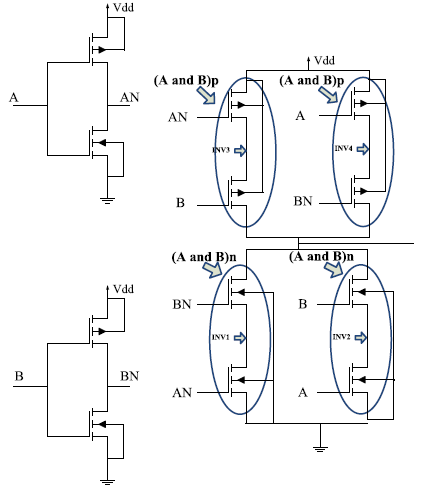 Vdd
A
AN
Vdd
(A and B)p
(A and B)p
AN
A
INV3
INV4
B
BN
(A and B)n
(A and B)n
Vdd
BN
B
B
BN
INV1
INV2
AN
A